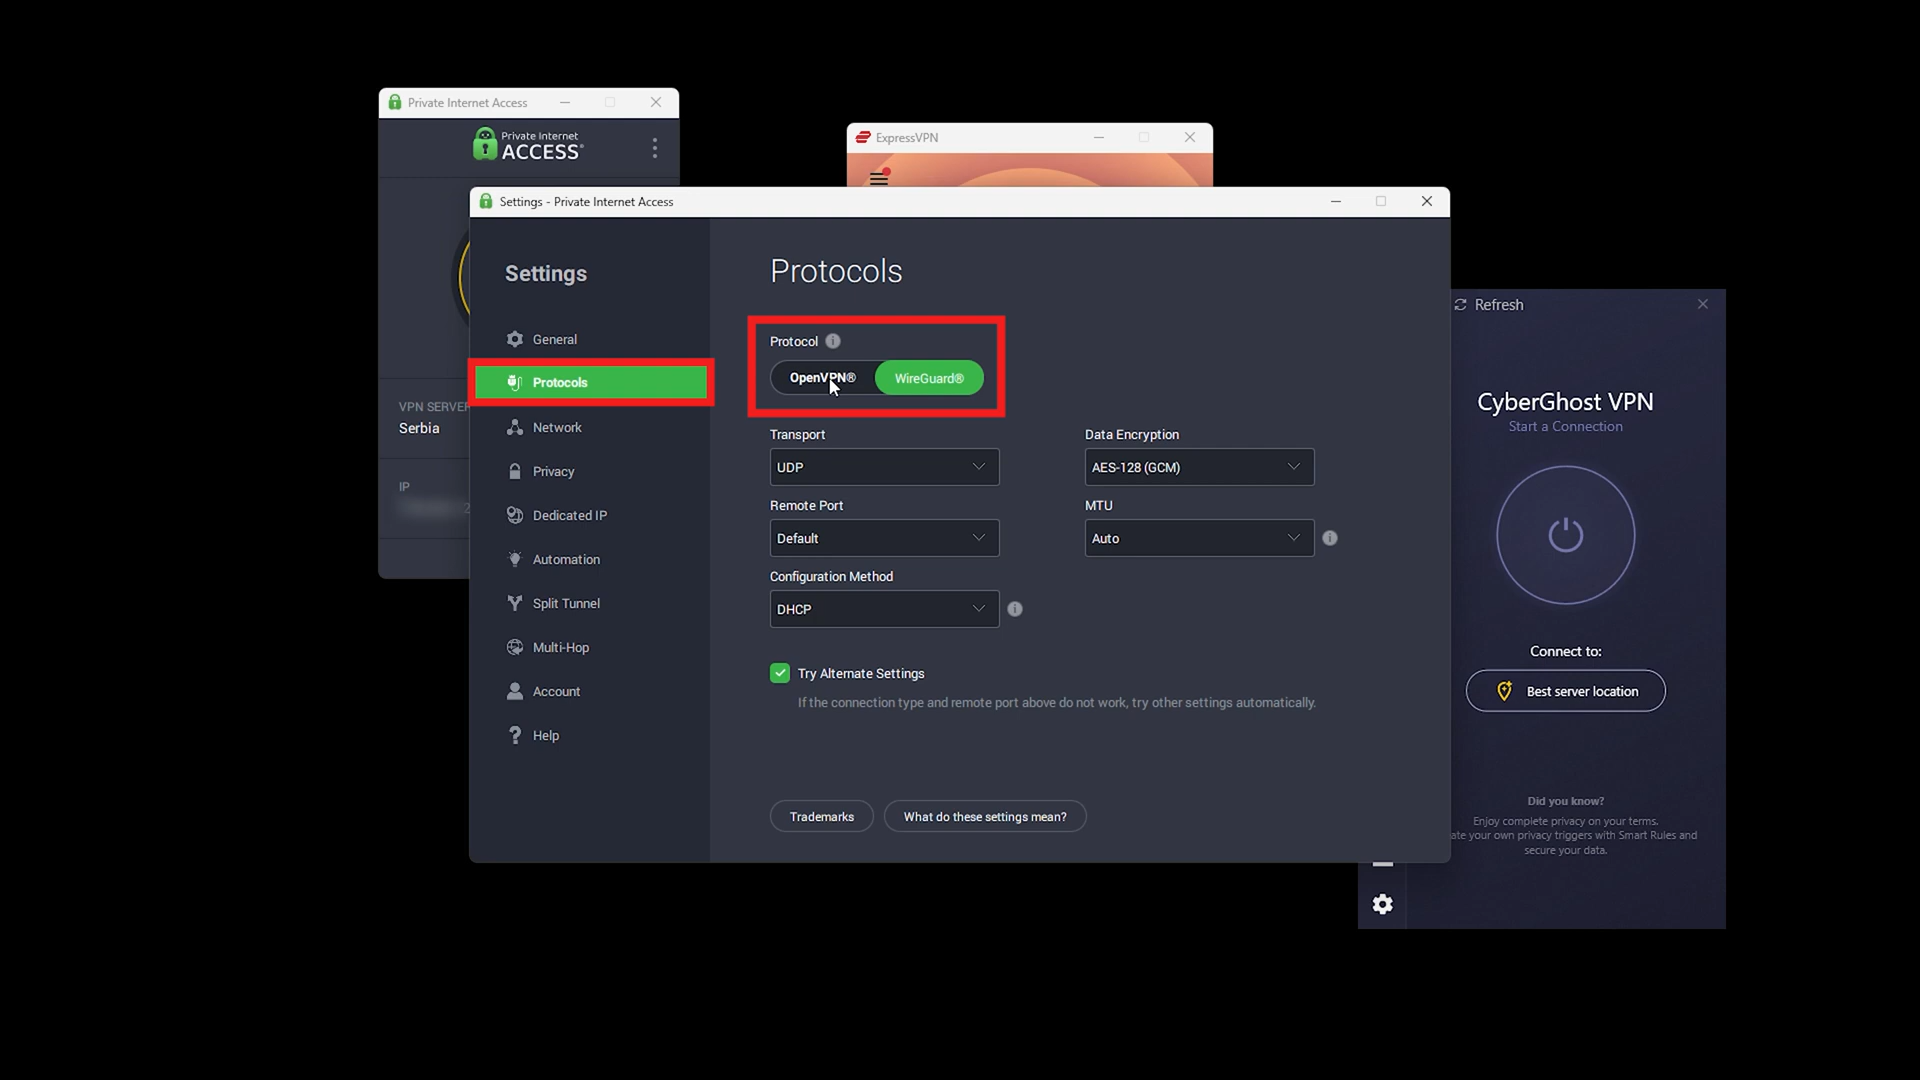 Private Internet Access
Private Internet
ACCESS®
VPN SERVER
Serbia
IP
ExpressVPN
Settings - Private Internet Access
Settings
General
Protocols
Network
Privacy
Dedicated IP
Automation
Split Tunnel
Multi-Hop
Account
Help
Protocols
Protocol
OpenVPN® WireGuard®
Transport
UDP
Data Encryption
AES-128 (GCM)
Remote Port
Default
MTU
Auto
Configuration Method
DHCP
Try Alternate Settings
If the connection type and remote port above do not work, try other settings automatically.
Trademarks
What do these settings mean?
Refresh
CyberGhost VPN
Start a Connection
Connect to:
Best server location
Did you know?
Enjoy complete privacy on your terms.
ate your own privacy triggers with Smart Rules and
secure your data.